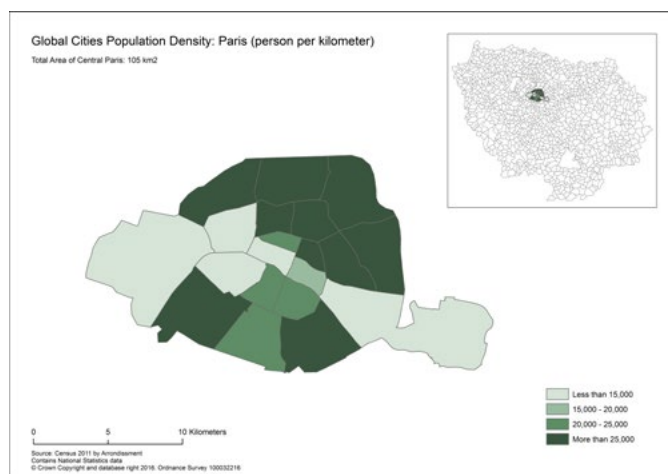 Global Cities Population Density: Paris (person per kilometer)
Total Area of Central Paris: 105 km2
Less than 15,000
15,000 - 20,000
20,000 - 25,000
More than 25,000
0 5 10 Kilometers
Source: Census 2011 by Arrondissement
Contains National Statistics data
© Crown Copyright and database right 2016. Ordnance Survey 100032216